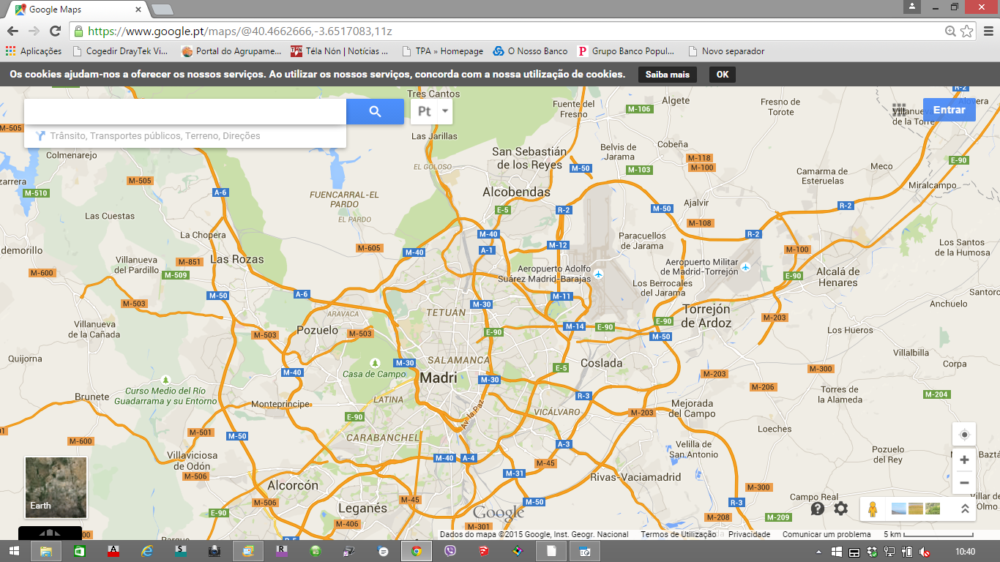 Google Maps
https://www.google.pt/maps/@40.4662666,-3.6517083,11z
Aplicações Cogedir DrayTek Vi... Portal do Agrupame... Téla Nón | Notícias ... TPA » Homepage O Nosso Banco Grupo Banco Popul... Novo separador
Os cookies ajudam-nos a oferecer os nossos serviços. Ao utilizar os nossos serviços, concorda com a nossa utilização de cookies. Saiba mais OK
R-2
Tres Cantos
Algete
Fresno de
Torote
Fuente del
Fresno
M-106
Pt
Entrar
Villanueva
de la Torre
M-505
Trânsito, Transportes públicos, Terreno, Direções
Las Jarillas
Colmenarejo
San Sebastián
de los Reyes
Belvis de
Jarama
Cobeña
M-118
M-100
E-90
EL GOLOSO
M-50
M-103
Camarma de
Esteruelas
Meco
M-505
Miralcampo
M-510
A-6
FUENCARRAL-EL
PARDO
Alcobendas
Ajalvir
R-2
Las Cuestas
EL PARDO
E-5
R-2
M-50
M-108
La Chopera
M-40
R-2
Paracuellos
de Jarama
Los Santos
de la Humosa
demorillo
M-605
M-40
A-1
M-12
M-100
Villanueva
del Pardillo
M-851
Las Rozas
M-600
M-509
Aeropuerto Adolfo
Suárez Madrid-Barajas
Aeropuerto Militar
de Madrid-Torrejón
E-90
Alcalá de
Henares
Los Berrocales
del Jarama
M-50
A-6
M-11
M-503
M-30
Anchuelo
ARAVACA
TETUÁN
Torrejón
de Ardoz
M-203
Villanueva
de la Cañada
Pozuelo
M-503
M-503
E-90
M-14
E-90
E-90
M-50
Los Hueros
Quijorna
SALAMANCA
Villalbilla
Corpa
M-30
Casa de Campo
Coslada
E-5
M-300
M-40
Madri
M-30
M-203
M-206
Curso Medio del Río
Guadarrama y su Entorno
Brunete
Montepríncipe
LATINA
R-3
Torres de
la Alameda
M-204
Av. la Paz
E-90
VICÁLVARO
M-203
Mejorada
del Campo
M-501
M-50
CARABANCHEL
Loeches
M-600
A-3
Velilla de
San Antonio
Pozuelo
del Rey
Villaviciosa
de Odón
M-40
A-4
M-45
M-506
M-31
Rivas-Vaciamadrid
Alcorcón
M-300
Earth
M-506
M-45
M-50
R-3
Campo Real
E-90
Leganés
Google
M-406
M-301
M-208
M-209
Dados do mapa ©2015 Google, Inst. Geogr. Nacional Termos de Utilização Privacidade Comunicar um problema 5 km
10:40